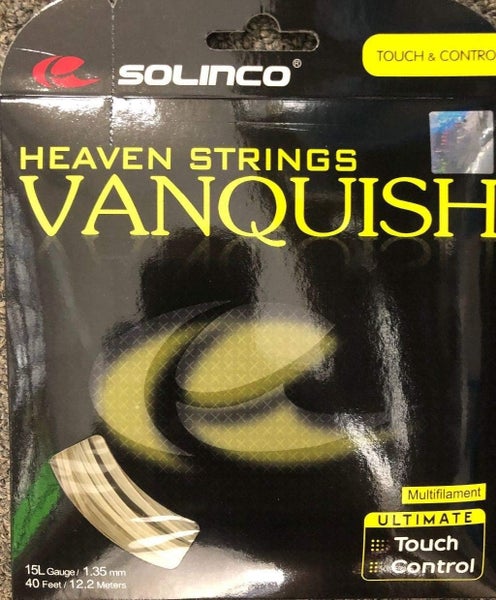 SOLINCO®
TOUCH & CONTRO
HEAVEN STRINGS
VANQUISH
Multifilament
ULTIMATE
Touch
Control
15L Gauge / 1.35 mm
40 Feet / 12.2 Meters